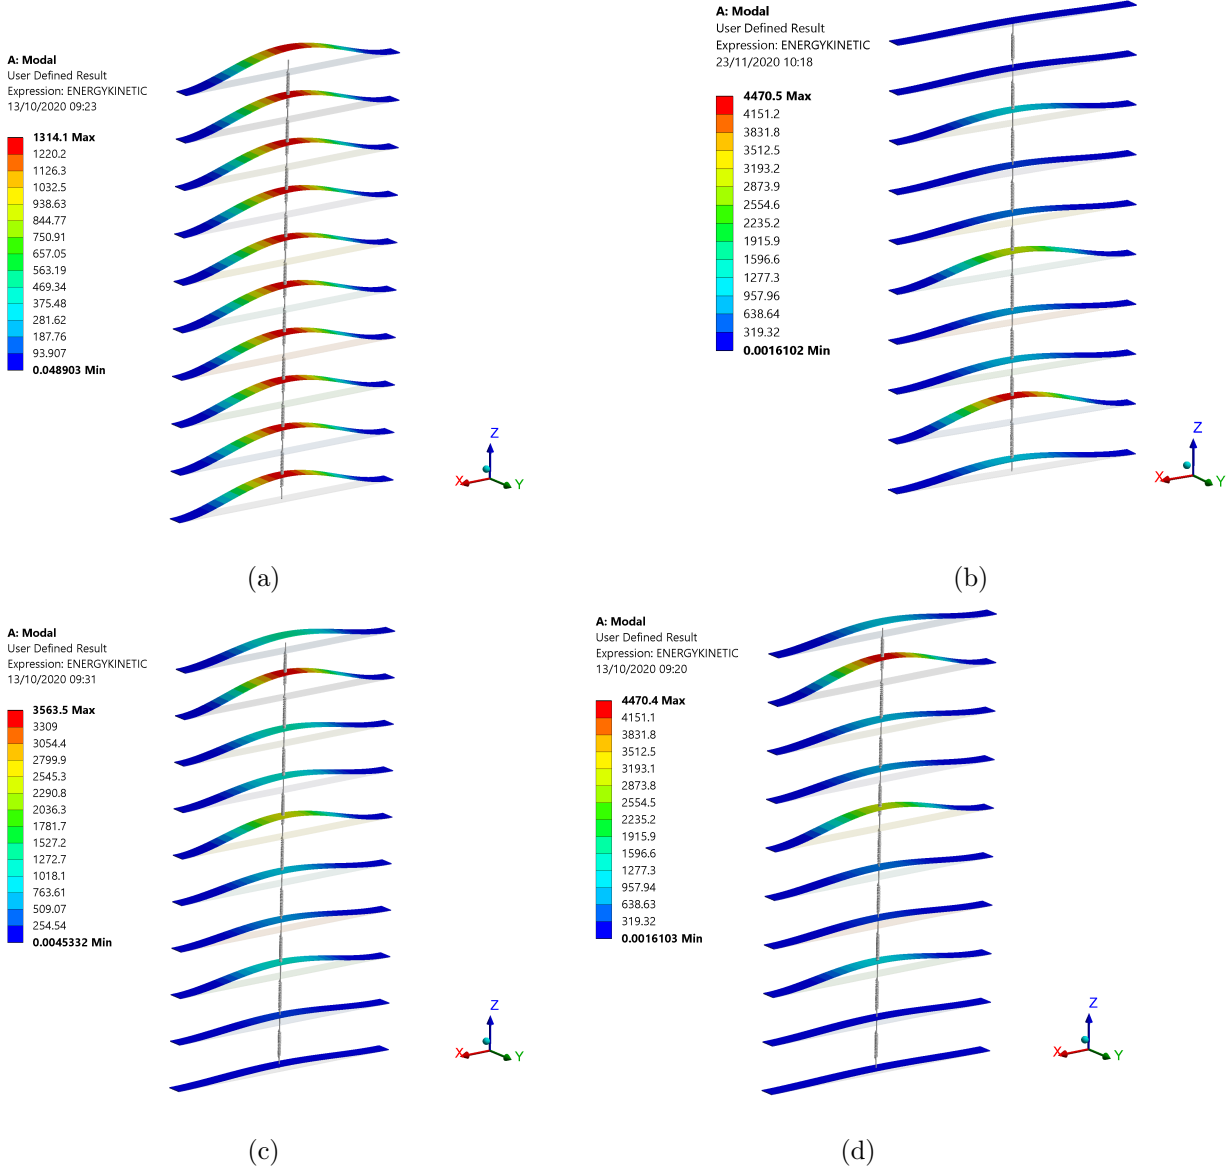 A: Modal
User Defined Result
Expression: ENERGYKINETIC
13/10/2020 09:23
1314.1 Max
1220.2
1126.3
1032.5
938.63
844.77
750.91
657.05
563.19
469.34
375.48
281.62
187.76
93.907
0.048903 Min
Z
X
Y
(a)
A: Modal
User Defined Result
Expression: ENERGYKINETIC
23/11/2020 10:18
4470.5 Max
4151.2
3831.8
3512.5
3193.2
2873.9
2554.6
2235.2
1915.9
1596.6
1277.3
957.96
638.64
319.32
0.0016102 Min
Z
X
Y
(b)
A: Modal
User Defined Result
Expression: ENERGYKINETIC
13/10/2020 09:31
3563.5 Max
3309
3054.4
2799.9
2545.3
2290.8
2036.3
1781.7
1527.2
1272.7
1018.1
763.61
509.07
254.54
0.0045332 Min
Z
X
Y
(c)
A: Modal
User Defined Result
Expression: ENERGYKINETIC
13/10/2020 09:20
4470.4 Max
4151.1
3831.8
3512.5
3193.1
2873.8
2554.5
2235.2
1915.9
1596.6
1277.3
957.94
638.63
319.32
0.0016103 Min
Z
X
Y
(d)